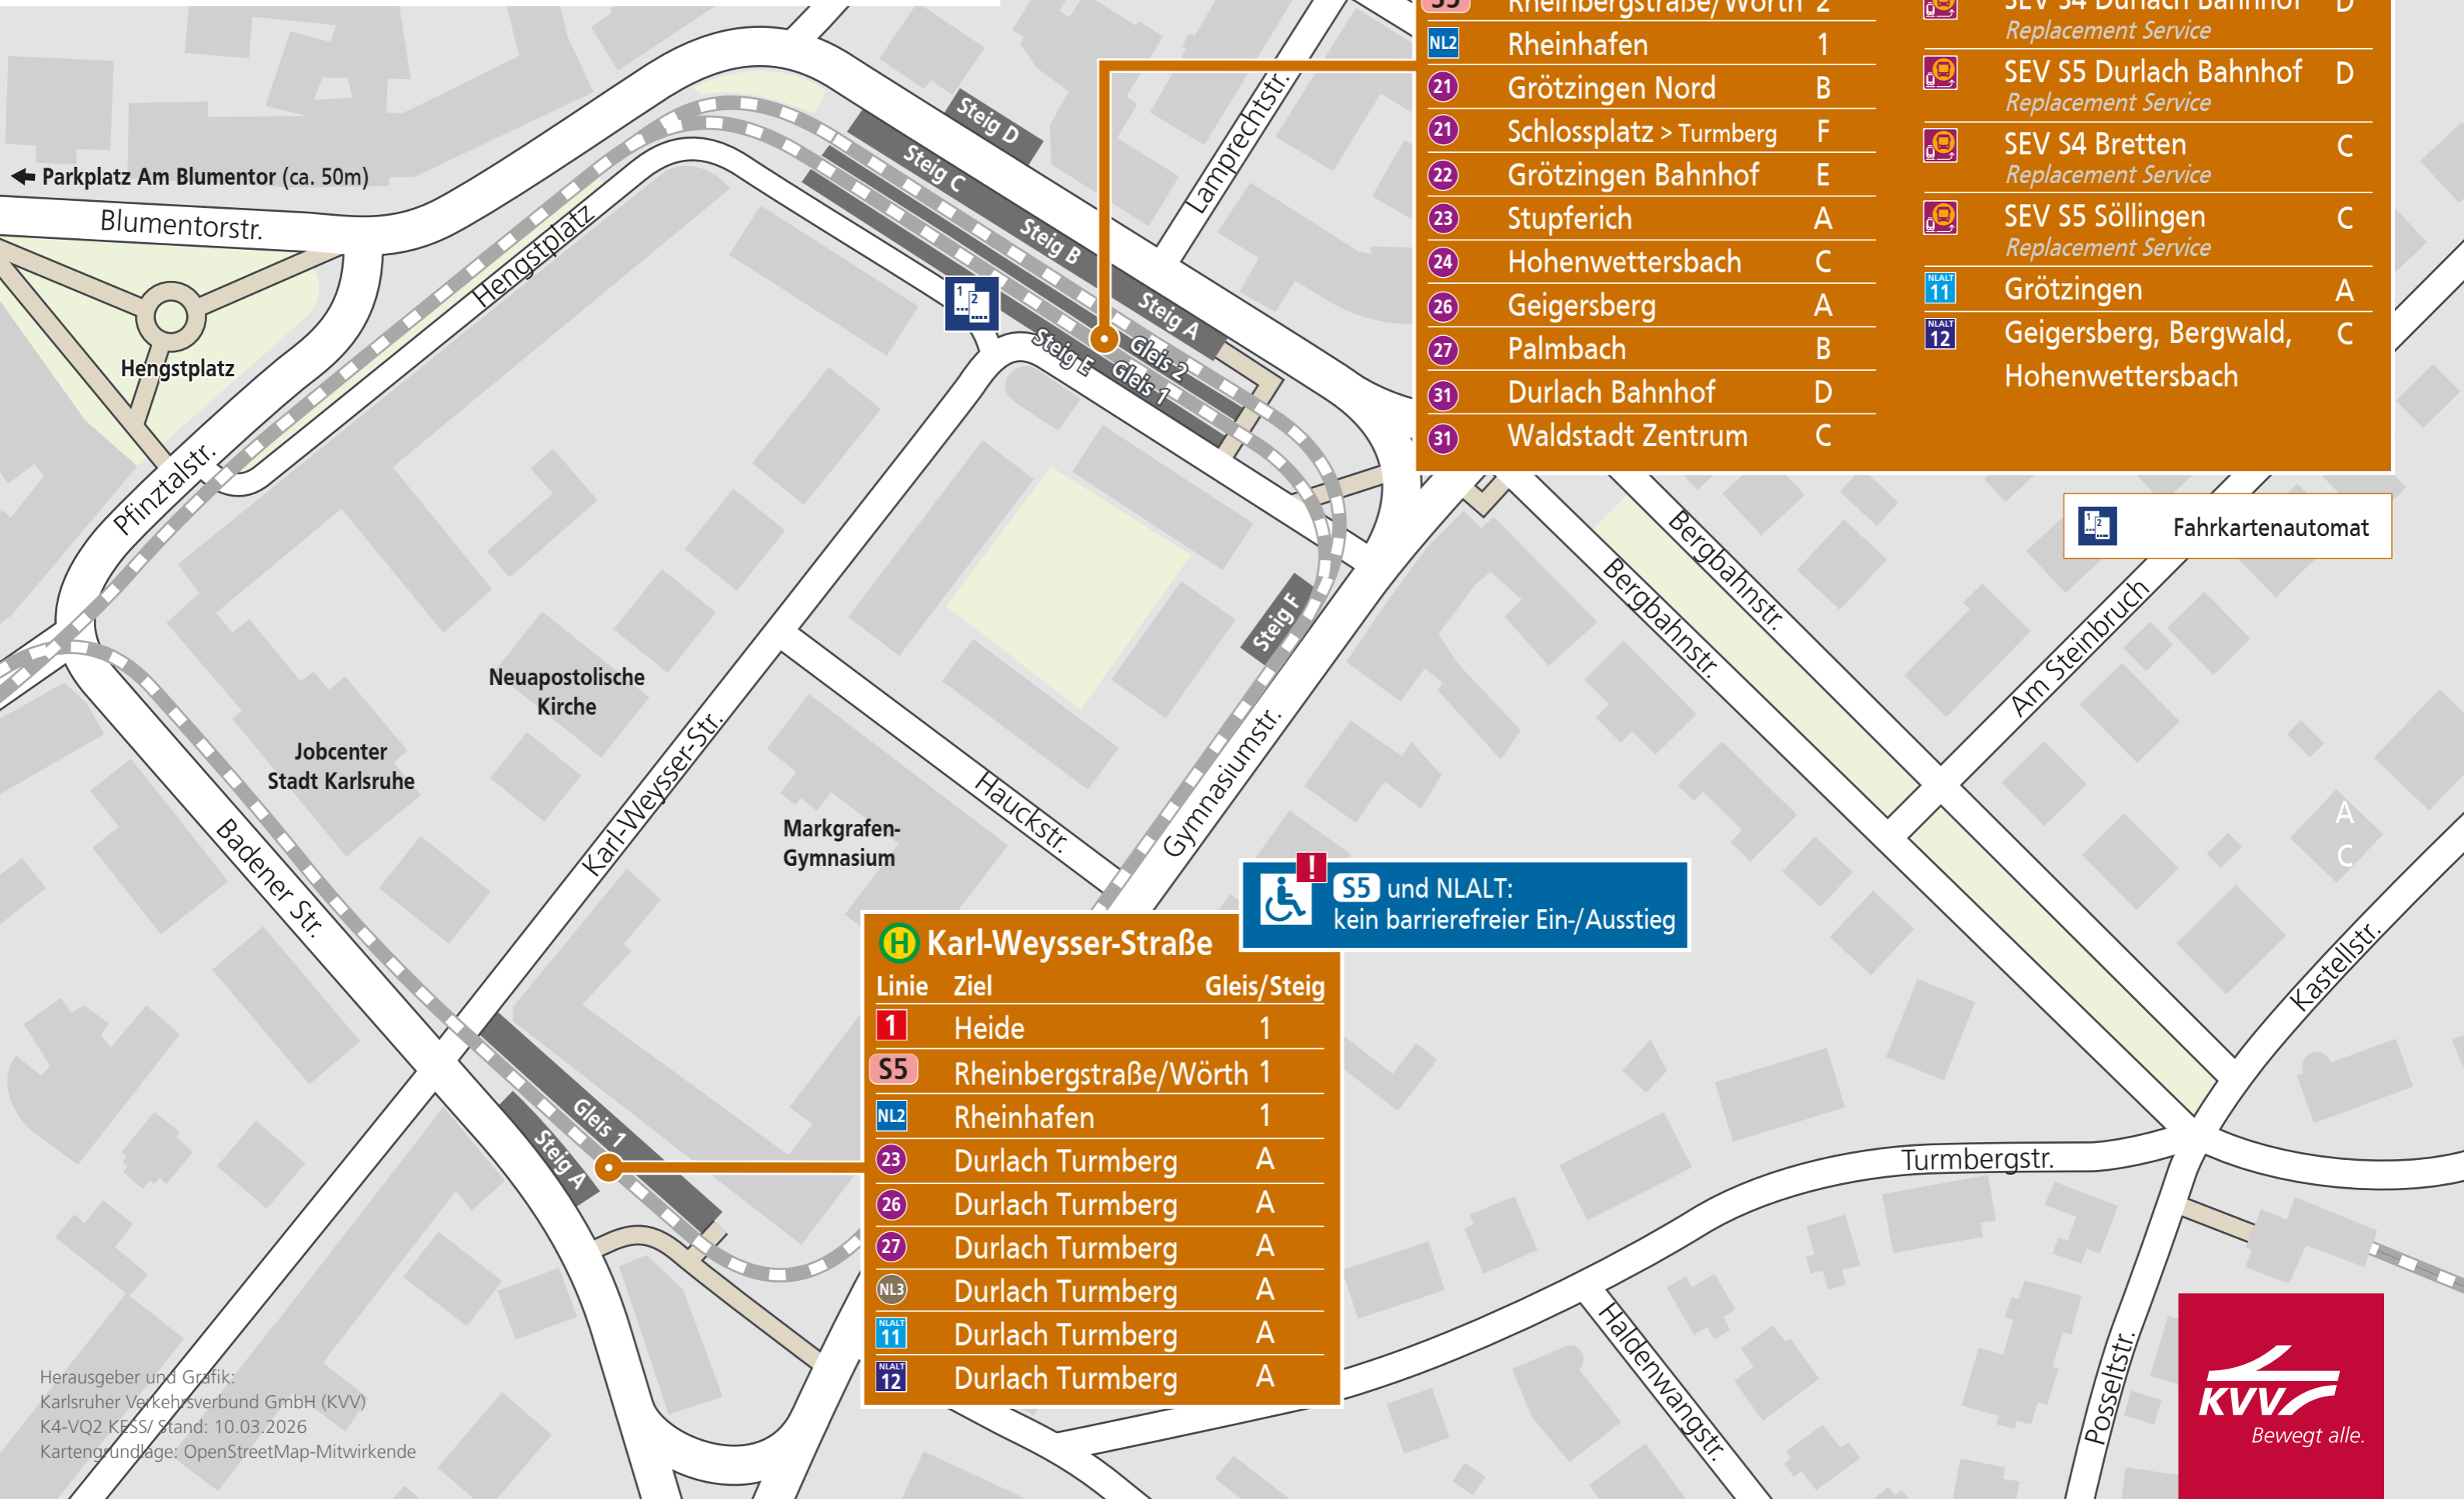 S5 Rheinbergstraße/Wörth 2
NL2 Rheinhafen 1
21 Grötzingen Nord B
21 Schlossplatz > Turmberg F
22 Grötzingen Bahnhof E
23 Stupferich A
24 Hohenwettersbach C
26 Geigersberg A
27 Palmbach B
31 Durlach Bahnhof D
31 Waldstadt Zentrum C
SEV S4 Durlach Bahnhof D
Replacement Service
SEV S5 Durlach Bahnhof D
Replacement Service
SEV S4 Bretten C
Replacement Service
SEV S5 Söllingen C
Replacement Service
NLALT 11 Grötzingen A
NLALT 12 Geigersberg, Bergwald, C
Hohenwettersbach
1 2 Fahrkartenautomat
Parkplatz Am Blumentor (ca. 50m)
Blumentorstr.
Hengstplatz
Hengstplatz
Pfinztalstr.
Lamprechtstr.
Steig D
Steig C
Steig B
Steig A
1 2
Gleis 2
Gleis 1
Steig E
Steig F
Bergbahnstr.
Bergbahnstr.
Am Steinbruch
Neuapostolische
Kirche
Jobcenter
Stadt Karlsruhe
Karl-Weysser-Str.
Hauckstr.
Gymnasiumstr.
Markgrafen-
Gymnasium
Badener Str.
A
C
Kastellstr.
!
S5 und NLALT:
kein barrierefreier Ein-/Ausstieg
H Karl-Weysser-Straße
Linie Ziel Gleis/Steig
1 Heide 1
S5 Rheinbergstraße/Wörth 1
NL2 Rheinhafen 1
23 Durlach Turmberg A
26 Durlach Turmberg A
27 Durlach Turmberg A
NL3 Durlach Turmberg A
NLALT 11 Durlach Turmberg A
NLALT 12 Durlach Turmberg A
Gleis 1
Steig A
Turmbergstr.
Haldenwangstr.
Posseltstr.
Herausgeber und Grafik:
Karlsruher Verkehrsverbund GmbH (KVV)
K4-VQ2 KESS/ Stand: 10.03.2026
Kartengrundlage: OpenStreetMap-Mitwirkende
KVV
Bewegt alle.